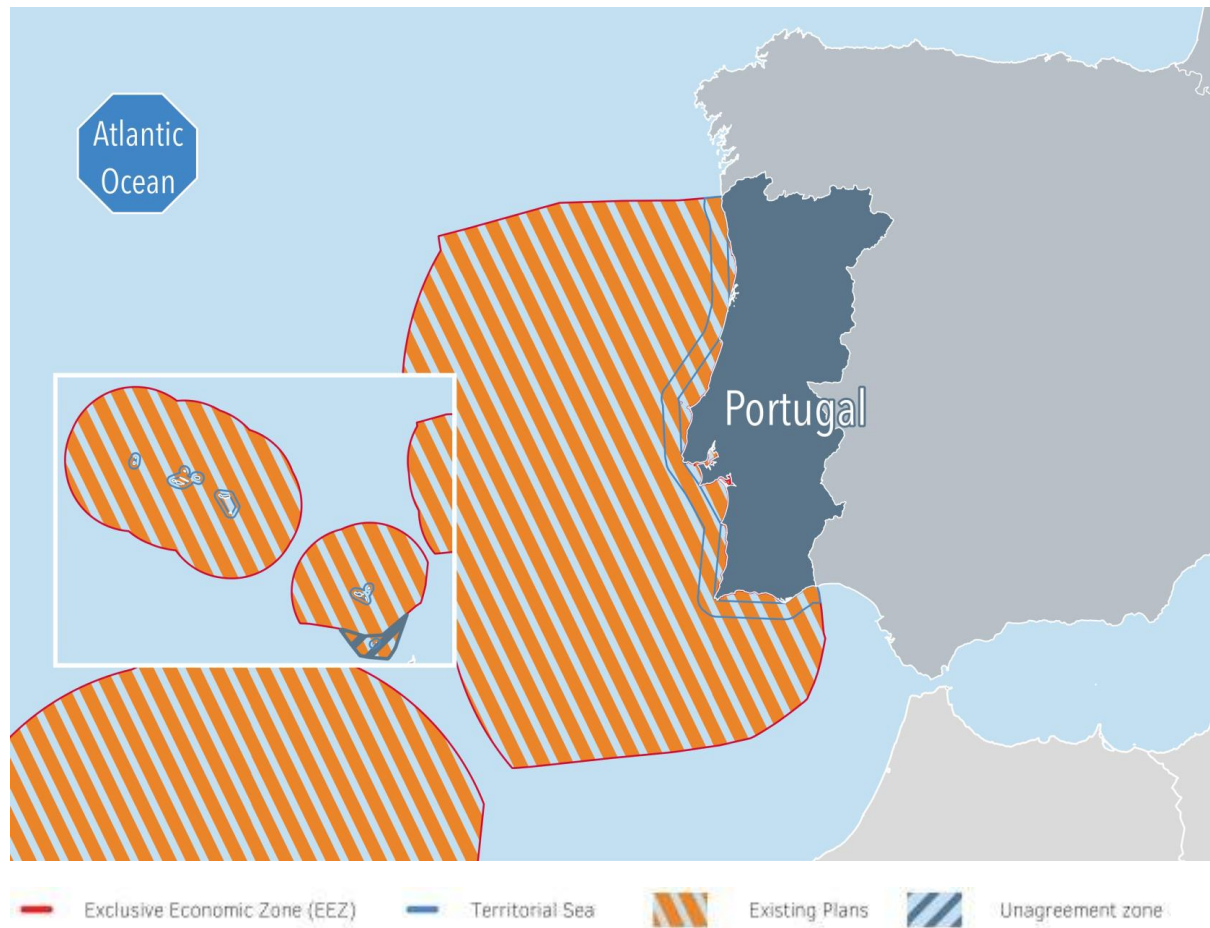 Atlantic
Ocean
Portugal
Exclusive Economic Zone (EEZ)
Territorial Sea
Existing Plans
Unagreement zone